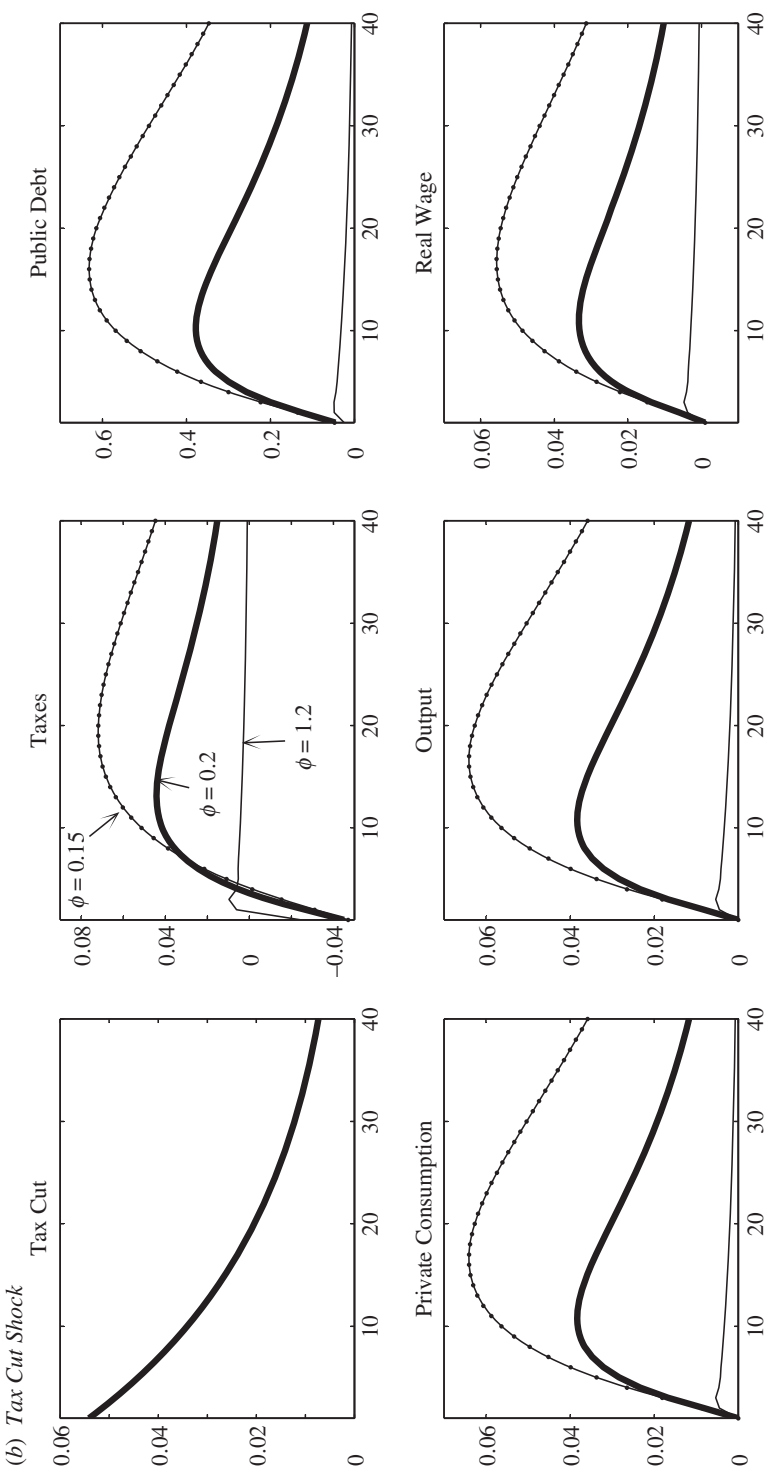 (b) Tax Cut Shock
Tax Cut
0.06
0.04
0.02
0
10 20 30 40
Taxes
0.08
0.04
0
−0.04
ϕ = 0.15
ϕ = 0.2
ϕ = 1.2
10 20 30 40
Public Debt
0.6
0.4
0.2
0
10 20 30 40
Private Consumption
0.06
0.04
0.02
0
10 20 30 40
Output
0.06
0.04
0.02
0
10 20 30 40
Real Wage
0.06
0.04
0.02
0
10 20 30 40